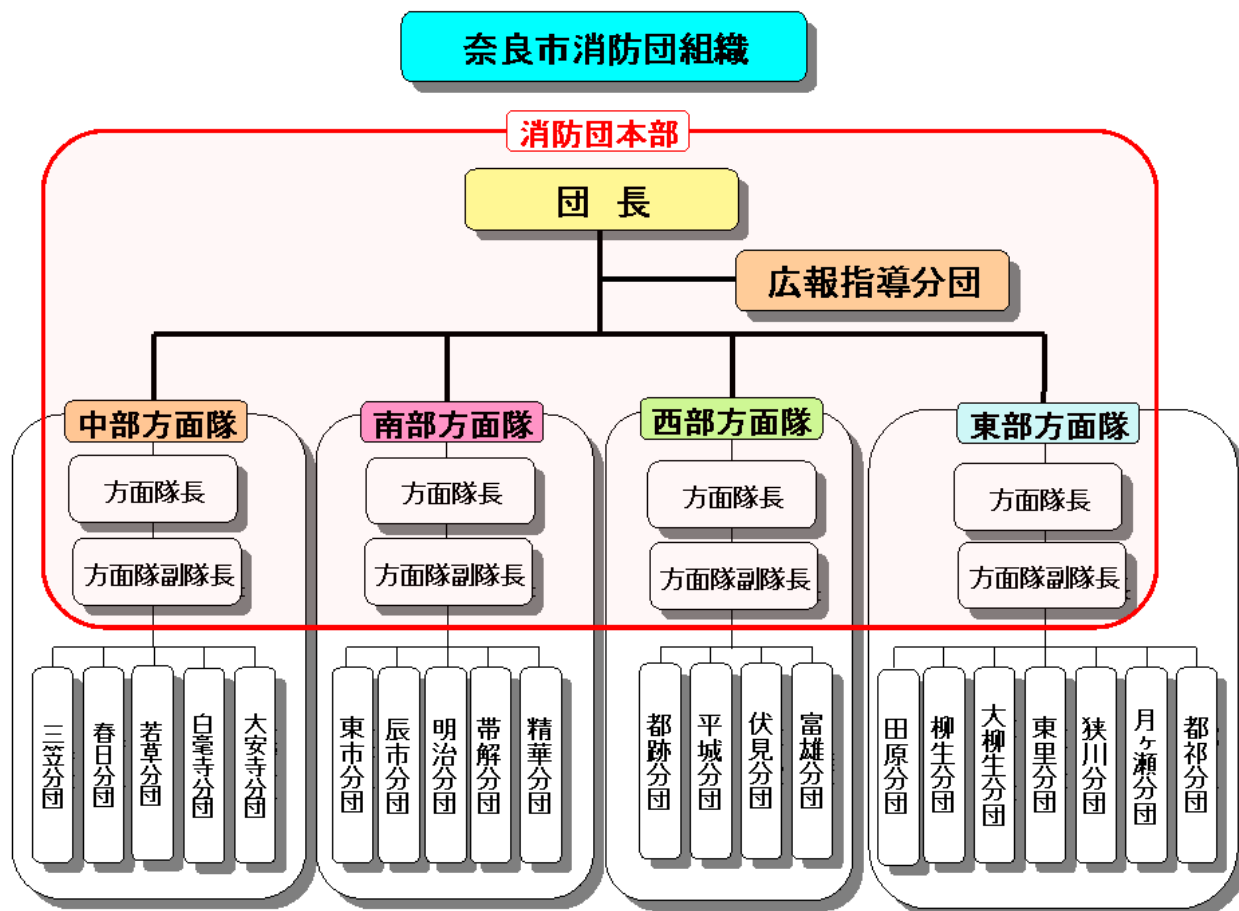 奈良市消防団組織
消防団本部
団 長
広報指導分団
中部方面隊
南部方面隊
西部方面隊
東部方面隊
方面隊長
方面隊長
方面隊長
方面隊長
方面隊副隊長
方面隊副隊長
方面隊副隊長
方面隊副隊長
三笠分団
春日分団
若草分団
白毫寺分団
大安寺分団
東市分団
辰市分団
明治分団
帯解分団
精華分団
都跡分団
平城分団
伏見分団
富雄分団
田原分団
柳生分団
大柳生分団
東里分団
狭川分団
月ヶ瀬分団
都祁分団